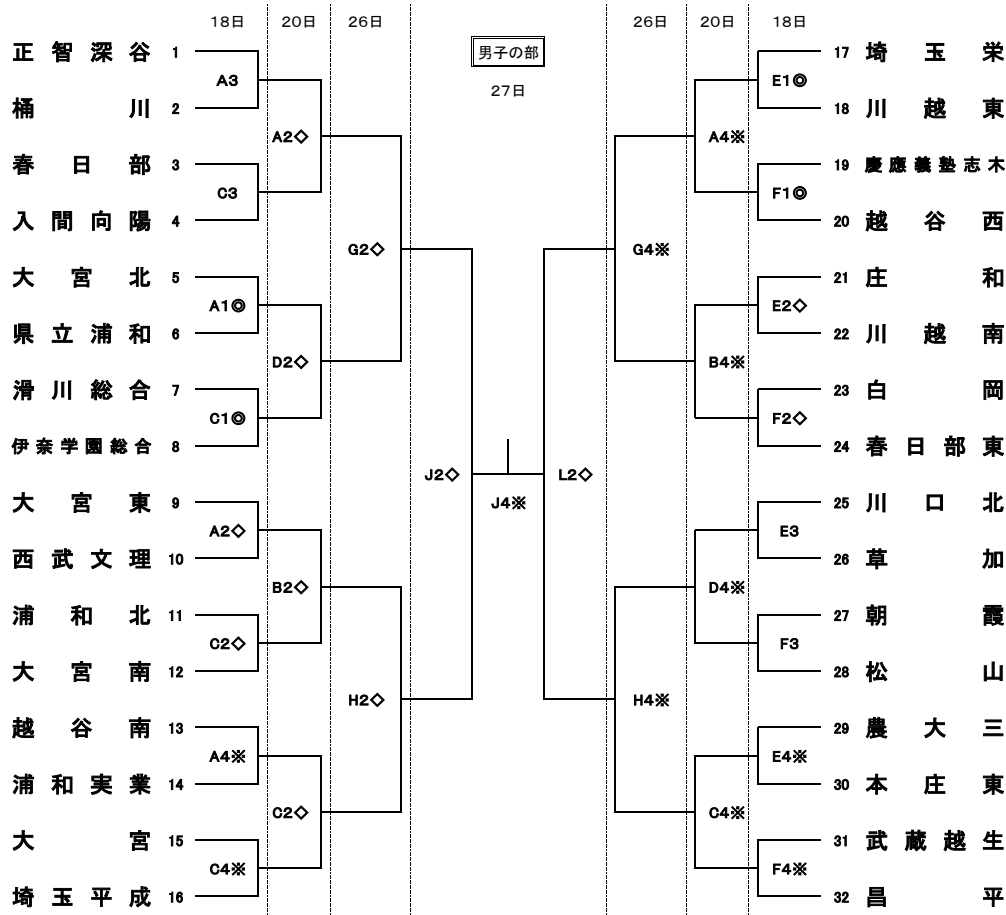 18日 20日 26日 26日 20日 18日
男子の部
27日
正智深谷 1 17 埼玉栄
A3 E1◎
桶川 2 18 川越東
A2◇ A4※
春日部 3 19 慶應義塾志木
C3 F1◎
入間向陽 4 20 越谷西
G2◇ G4※
大宮北 5 21 庄和
A1◎ E2◇
県立浦和 6 22 川越南
D2◇ B4※
滑川総合 7 23 白岡
C1◎ F2◇
伊奈学園総合 8 24 春日部東
J2◇ L2◇
J4※
大宮東 9 25 川口北
A2◇ E3
西武文理 10 26 草加
B2◇ D4※
浦和北 11 27 朝霞
C2◇ F3
大宮南 12 28 松山
H2◇ H4※
越谷南 13 29 農大三
A4※ E4※
浦和実業 14 30 本庄東
C2◇ C4※
大宮 15 31 武蔵越生
C4※ F4※
埼玉平成 16 32 昌平